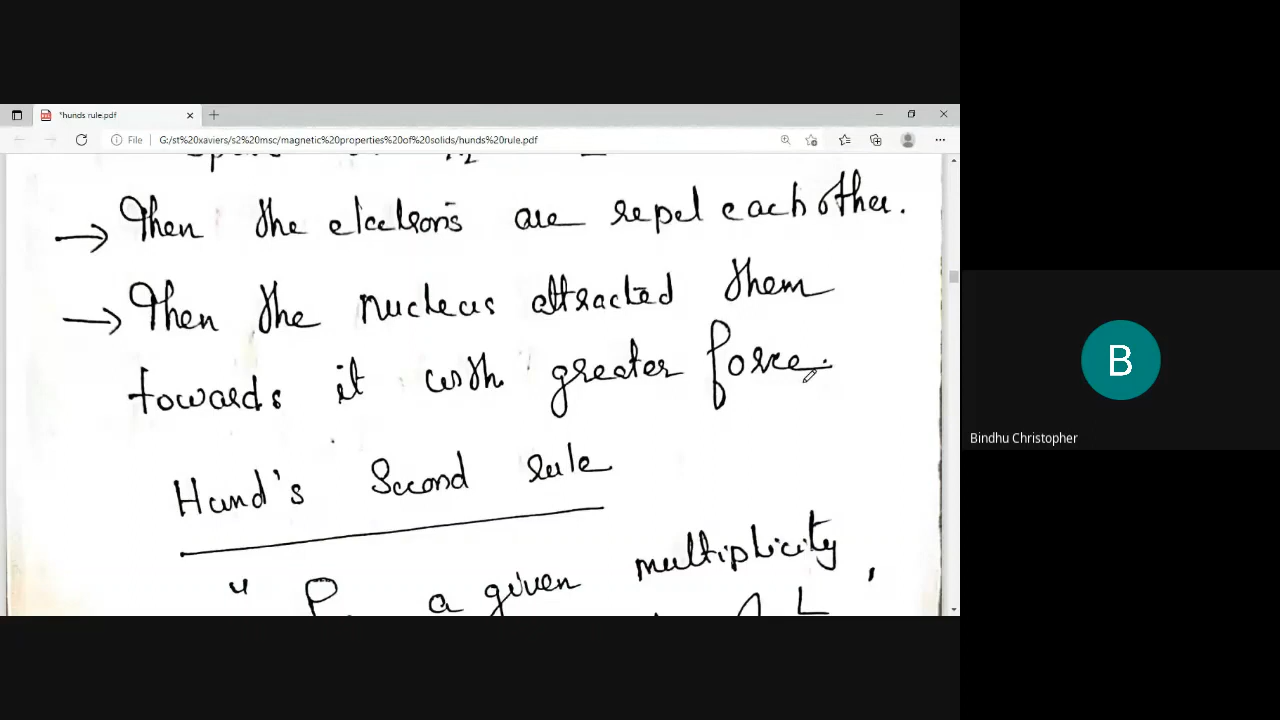 *hunds rule.pdf
File
G:/st%20xaviers/s2%20msc/magnetic%20properties%20of%20solids/hunds%20rule.pdf
→ Then the electrons are repel each other.
→ Then the nucleus attracted them
towards it with greater force.
Hund's Second rule
" a given multiplicity,
L
B
Bindhu Christopher